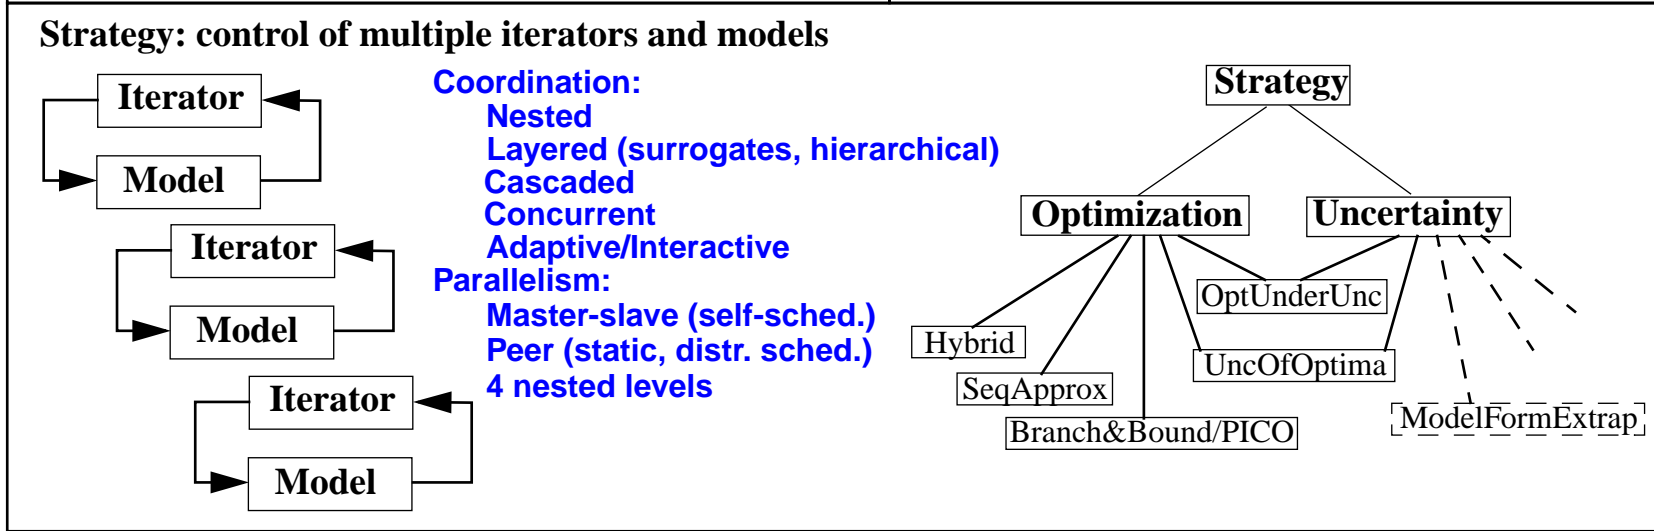 Strategy: control of multiple iterators and models
Iterator
Model
Iterator
Model
Iterator
Model
Coordination:
Nested
Layered (surrogates, hierarchical)
Cascaded
Concurrent
Adaptive/Interactive
Parallelism:
Master-slave (self-sched.)
Peer (static, distr. sched.)
4 nested levels
Strategy
Optimization
Uncertainty
OptUnderUnc
Hybrid
UncOfOptima
SeqApprox
ModelFormExtrap
Branch&Bound/PICO